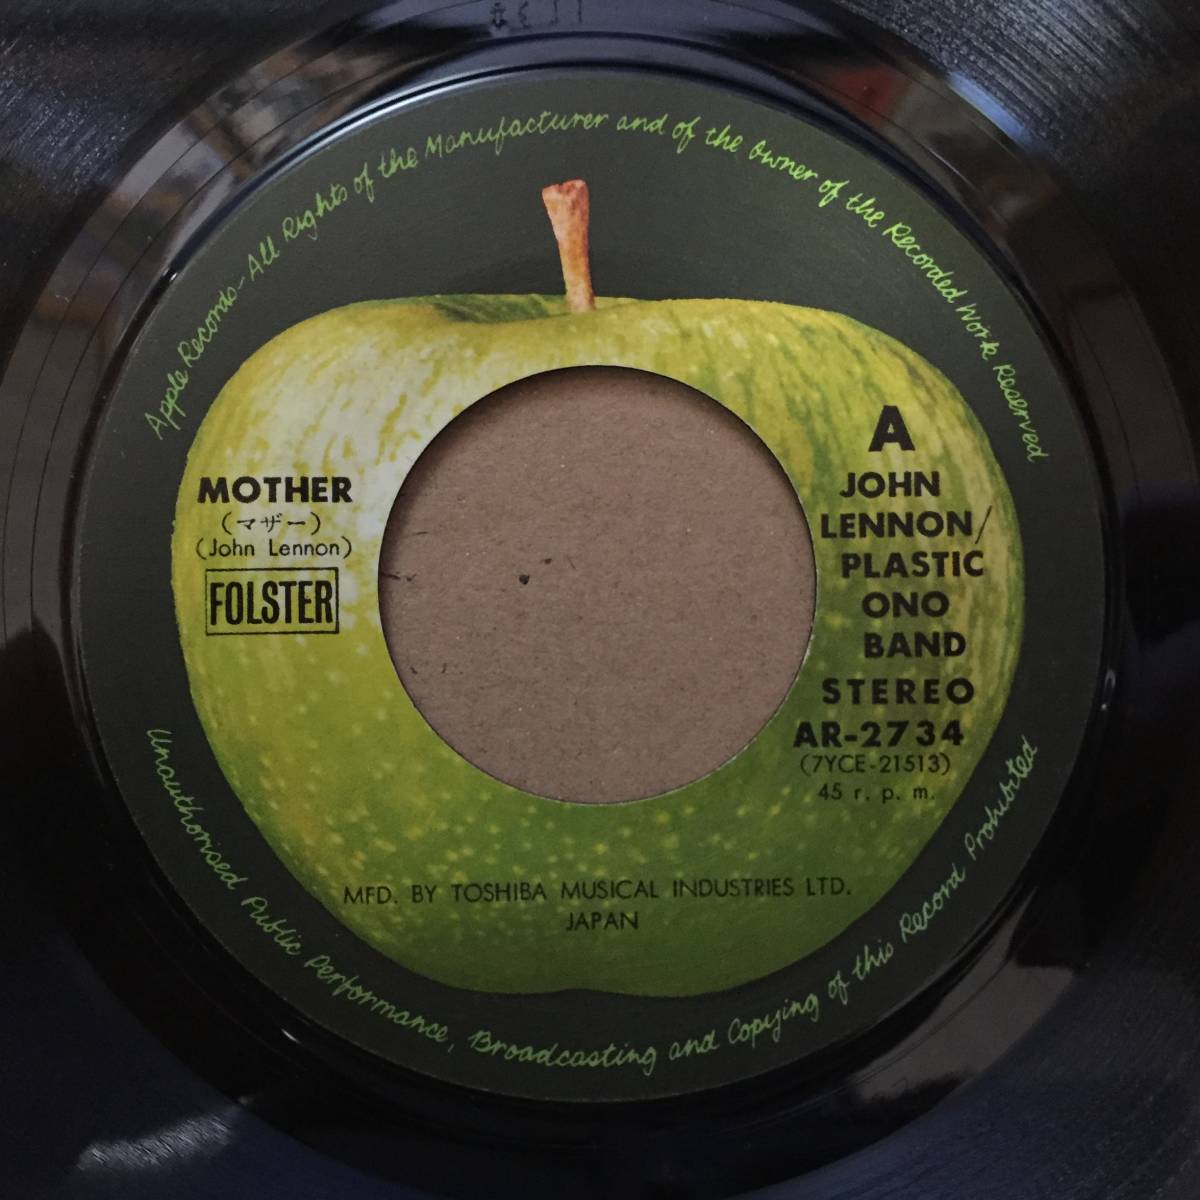 Apple Records–All Rights of the Manufacturer and of the Owner of the Recorded Work Reserved
MOTHER
(マザー)
(John Lennon)
FOLSTER
A
JOHN
LENNON/
PLASTIC
ONO
BAND
STEREO
AR-2734
(7YCE-21513)
45 r. p. m.
MFD. BY TOSHIBA MUSICAL INDUSTRIES LTD.
JAPAN
Unauthorised Public Performance, Broadcasting and Copying of this Record Prohibited